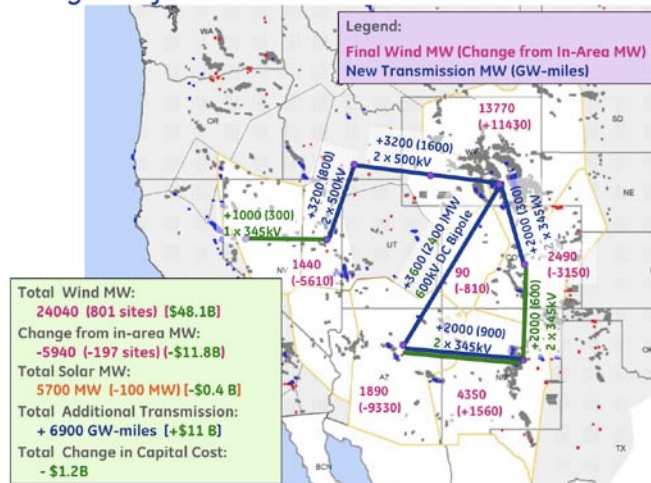 Legend:
Final Wind MW (Change from In-Area MW)
New Transmission MW (GW-miles)
WA
OR
SD
NE
13770
(+11430)
+3200 (1600)
2 x 500kV
+3200 (800)
2 x 500kV
+1000 (300)
1 x 345kV
+2000 (300)
2 x 345kV
UT
CO
2490
(-3150)
+3600 (2400) MW
600kV DC Bipole
90
(-810)
NV
1440
(-5610)
+2000 (600)
2 x 345kV
+2000 (900)
2 x 345kV
AZ
1890
(-9330)
4350
(+1560)
TX
BCN
Total Wind MW:
24040 (801 sites) [$48.1B]
Change from in-area MW:
-5940 (-197 sites) (-$11.8B)
Total Solar MW:
5700 MW (-100 MW) [-$0.4 B]
Total Additional Transmission:
+ 6900 GW-miles [+$11 B]
Total Change in Capital Cost:
- $1.2B